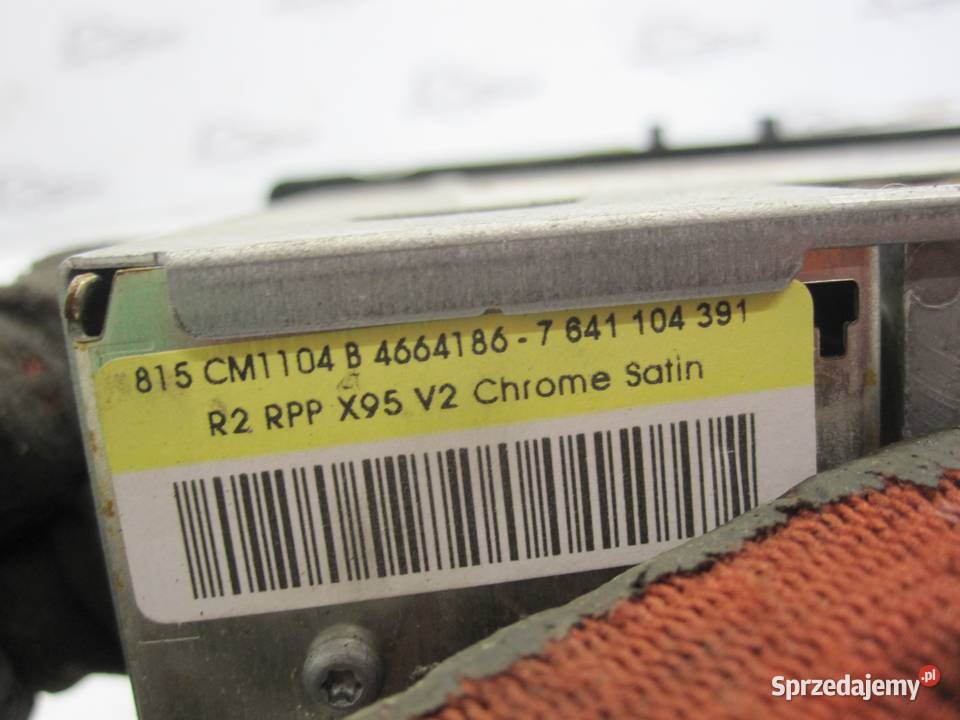 815 CM1104 B 4664186 - 7 641 104 391
R2 RPP X95 V2 Chrome Satin
Sprzedajemy.pl